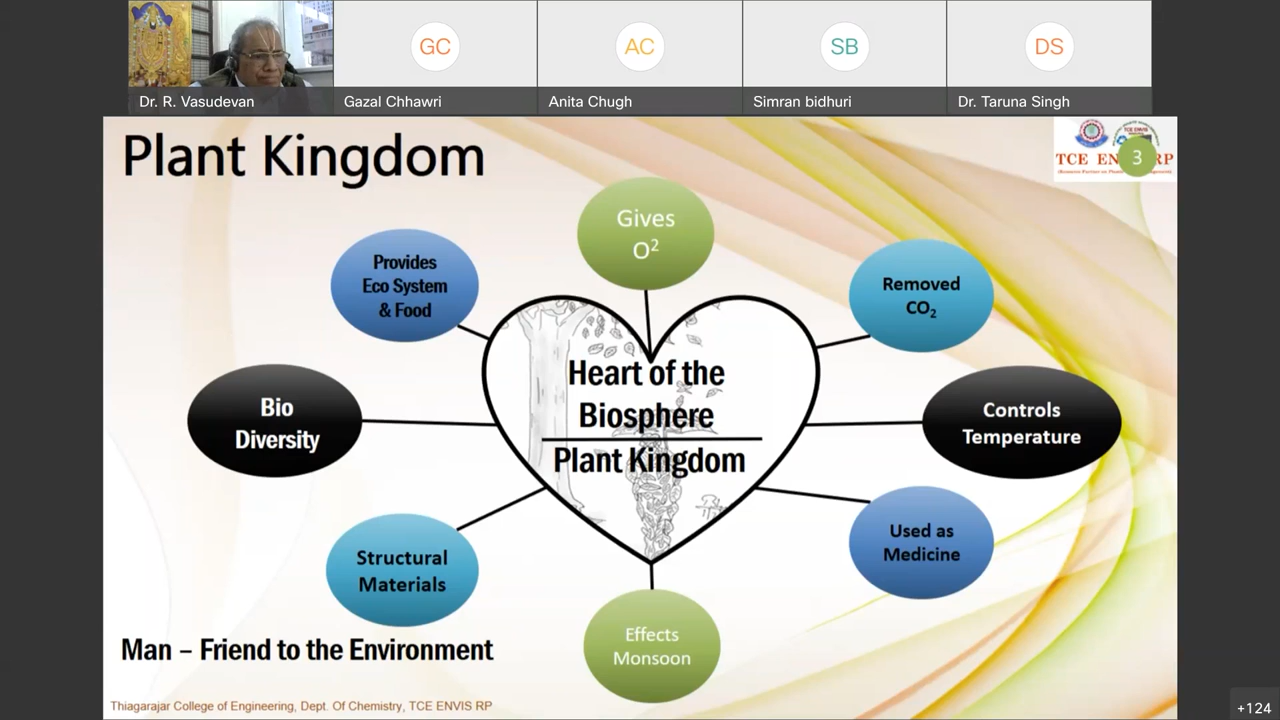 GC
AC
SB
DS
Dr. R. Vasudevan
Gazal Chhawri
Anita Chugh
Simran bidhuri
Dr. Taruna Singh
Plant Kingdom
TCE EN
3
RP
Gives
O²
Provides
Eco System
& Food
Removed
CO₂
Heart of the
Biosphere
Plant Kingdom
Bio
Diversity
Controls
Temperature
Structural
Materials
Used as
Medicine
Effects
Monsoon
Man – Friend to the Environment
Thiagarajar College of Engineering, Dept. Of Chemistry, TCE ENVIS RP
+124